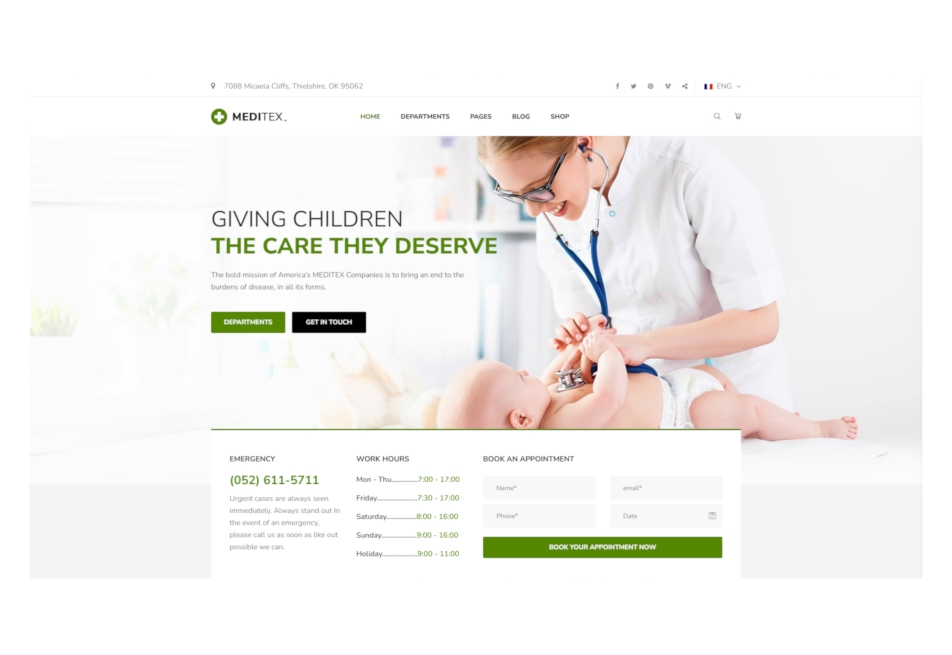 7088 Micaela Cliffs, Thielshire, OK 95062
ENG
MEDITEX.
HOME DEPARTMENTS PAGES BLOG SHOP
GIVING CHILDREN
THE CARE THEY DESERVE
The bold mission of America's MEDITEX Companies is to bring an end to the
burdens of disease, in all its forms.
DEPARTMENTS GET IN TOUCH
EMERGENCY
(052) 611-5711
Urgent cases are always seen
immediately. Always stand out In
the event of an emergency,
please call us as soon as like out
possible we can.
WORK HOURS
Mon - Thu..............7:00 - 17:00
Friday......................7:30 - 17:00
Saturday................8:00 - 16:00
Sunday...................9:00 - 16:00
Holiday...................9:00 - 11:00
BOOK AN APPOINTMENT
Name* email*
Phone* Date
BOOK YOUR APPOINTMENT NOW